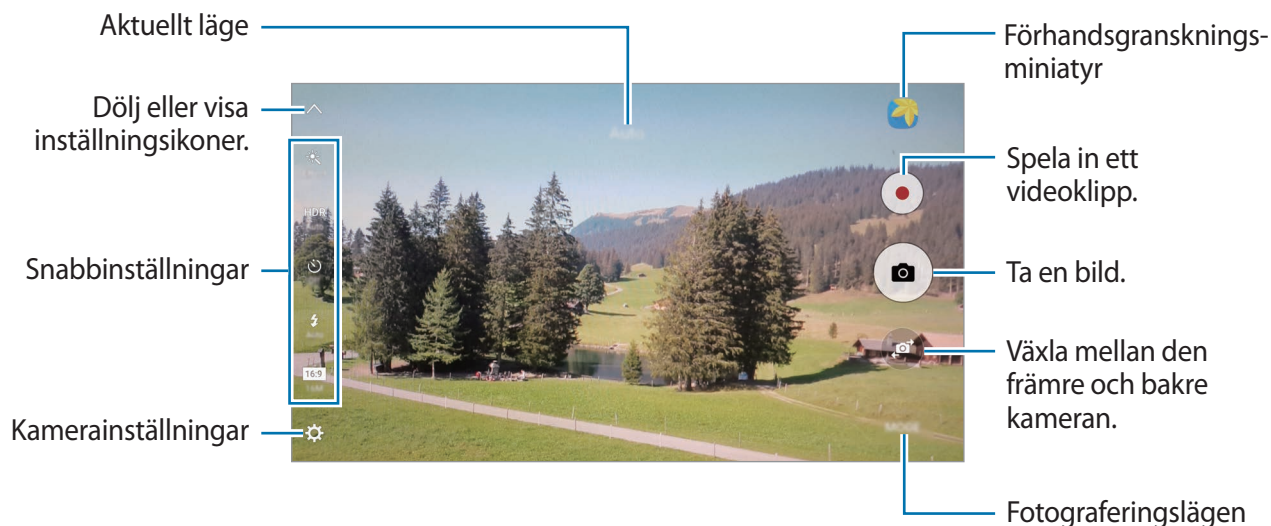 Aktuellt läge
Förhandsgransknings-
miniatyr
Dölj eller visa
inställningsikoner.
Spela in ett
videoklipp.
HDR
Snabbinställningar
Ta en bild.
16:9
Växla mellan den
främre och bakre
kameran.
Kamerainställningar
MODE
Fotograferingslägen